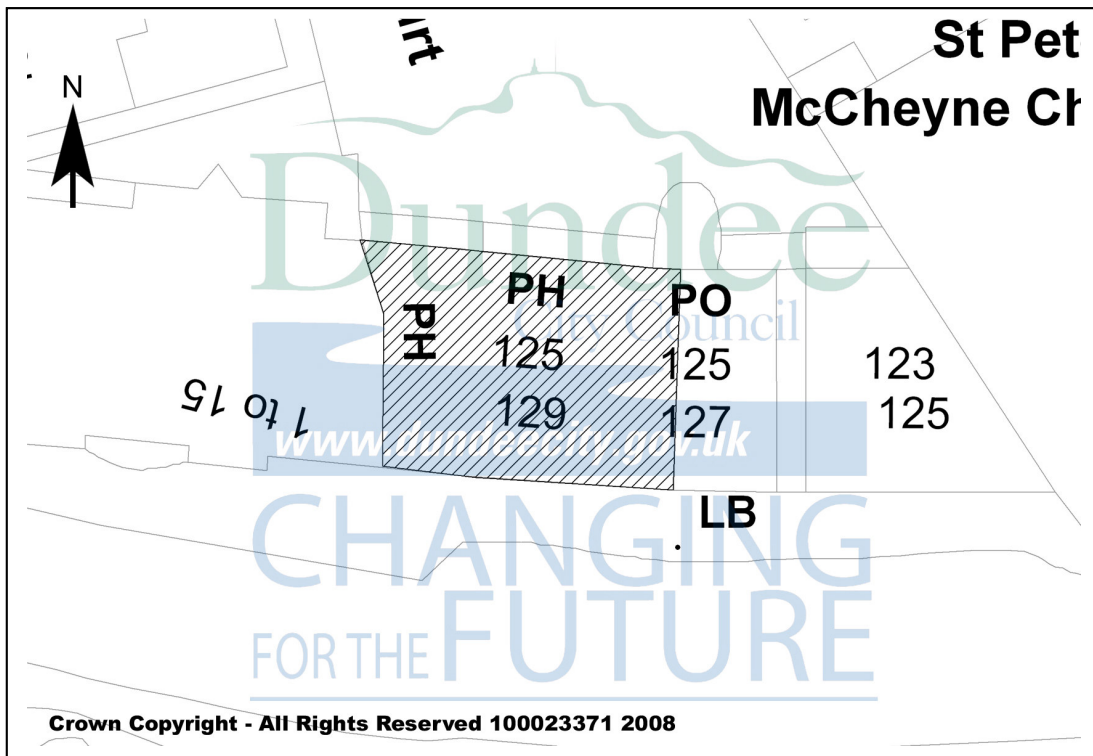 St Pet
McCheyne Ch
N
Dundee
City Council
PH
PH
PO
125
125
123
129
127
125
1 to 15
www.dundeecity.gov.uk
LB
CHANGING
FOR THE FUTURE
Crown Copyright - All Rights Reserved 100023371 2008